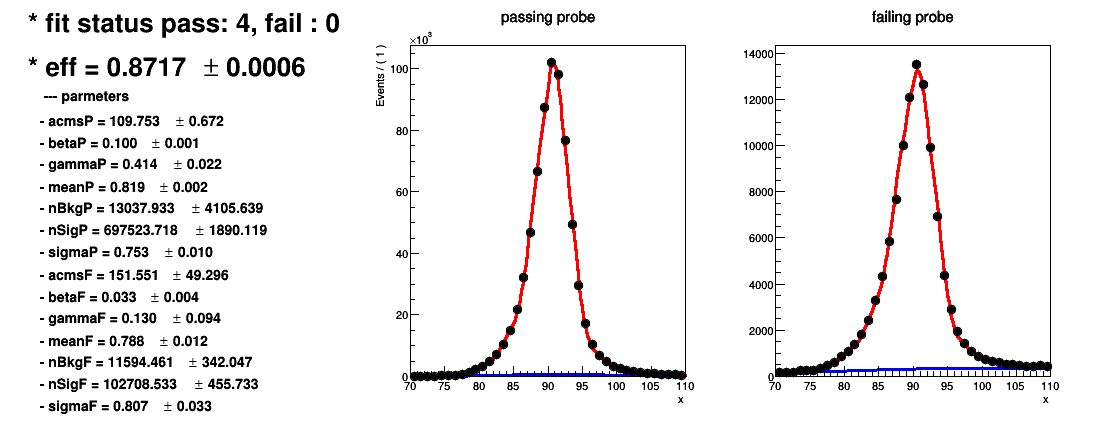 * fit status pass: 4, fail : 0
* eff = 0.8717 ± 0.0006
--- parmeters
- acmsP = 109.753 ± 0.672
- betaP = 0.100 ± 0.001
- gammaP = 0.414 ± 0.022
- meanP = 0.819 ± 0.002
- nBkgP = 13037.933 ± 4105.639
- nSigP = 697523.718 ± 1890.119
- sigmaP = 0.753 ± 0.010
- acmsF = 151.551 ± 49.296
- betaF = 0.033 ± 0.004
- gammaF = 0.130 ± 0.094
- meanF = 0.788 ± 0.012
- nBkgF = 11594.461 ± 342.047
- nSigF = 102708.533 ± 455.733
- sigmaF = 0.807 ± 0.033
passing probe
×10³
Events / ( 1 )
100
80
60
40
20
0
70 75 80 85 90 95 100 105 110
x
failing probe
14000
12000
10000
8000
6000
4000
2000
0
70 75 80 85 90 95 100 105 110
x